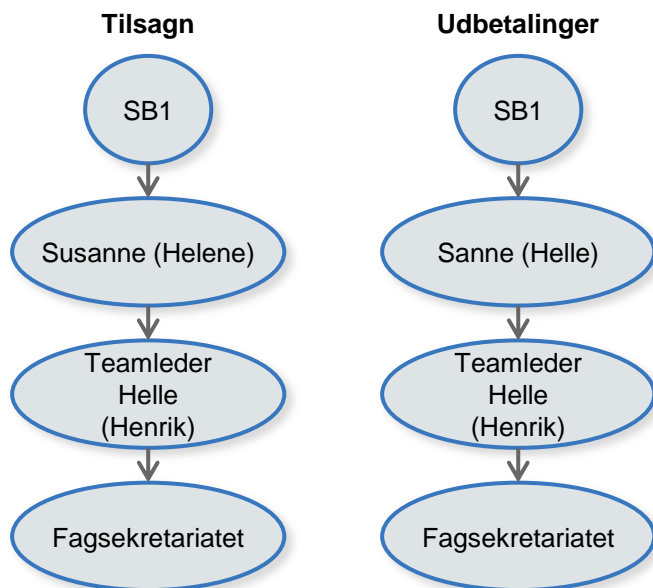 Tilsagn
SB1
Susanne (Helene)
Teamleder
Helle
(Henrik)
Fagsekretariatet
Udbetalinger
SB1
Sanne (Helle)
Teamleder
Helle
(Henrik)
Fagsekretariatet